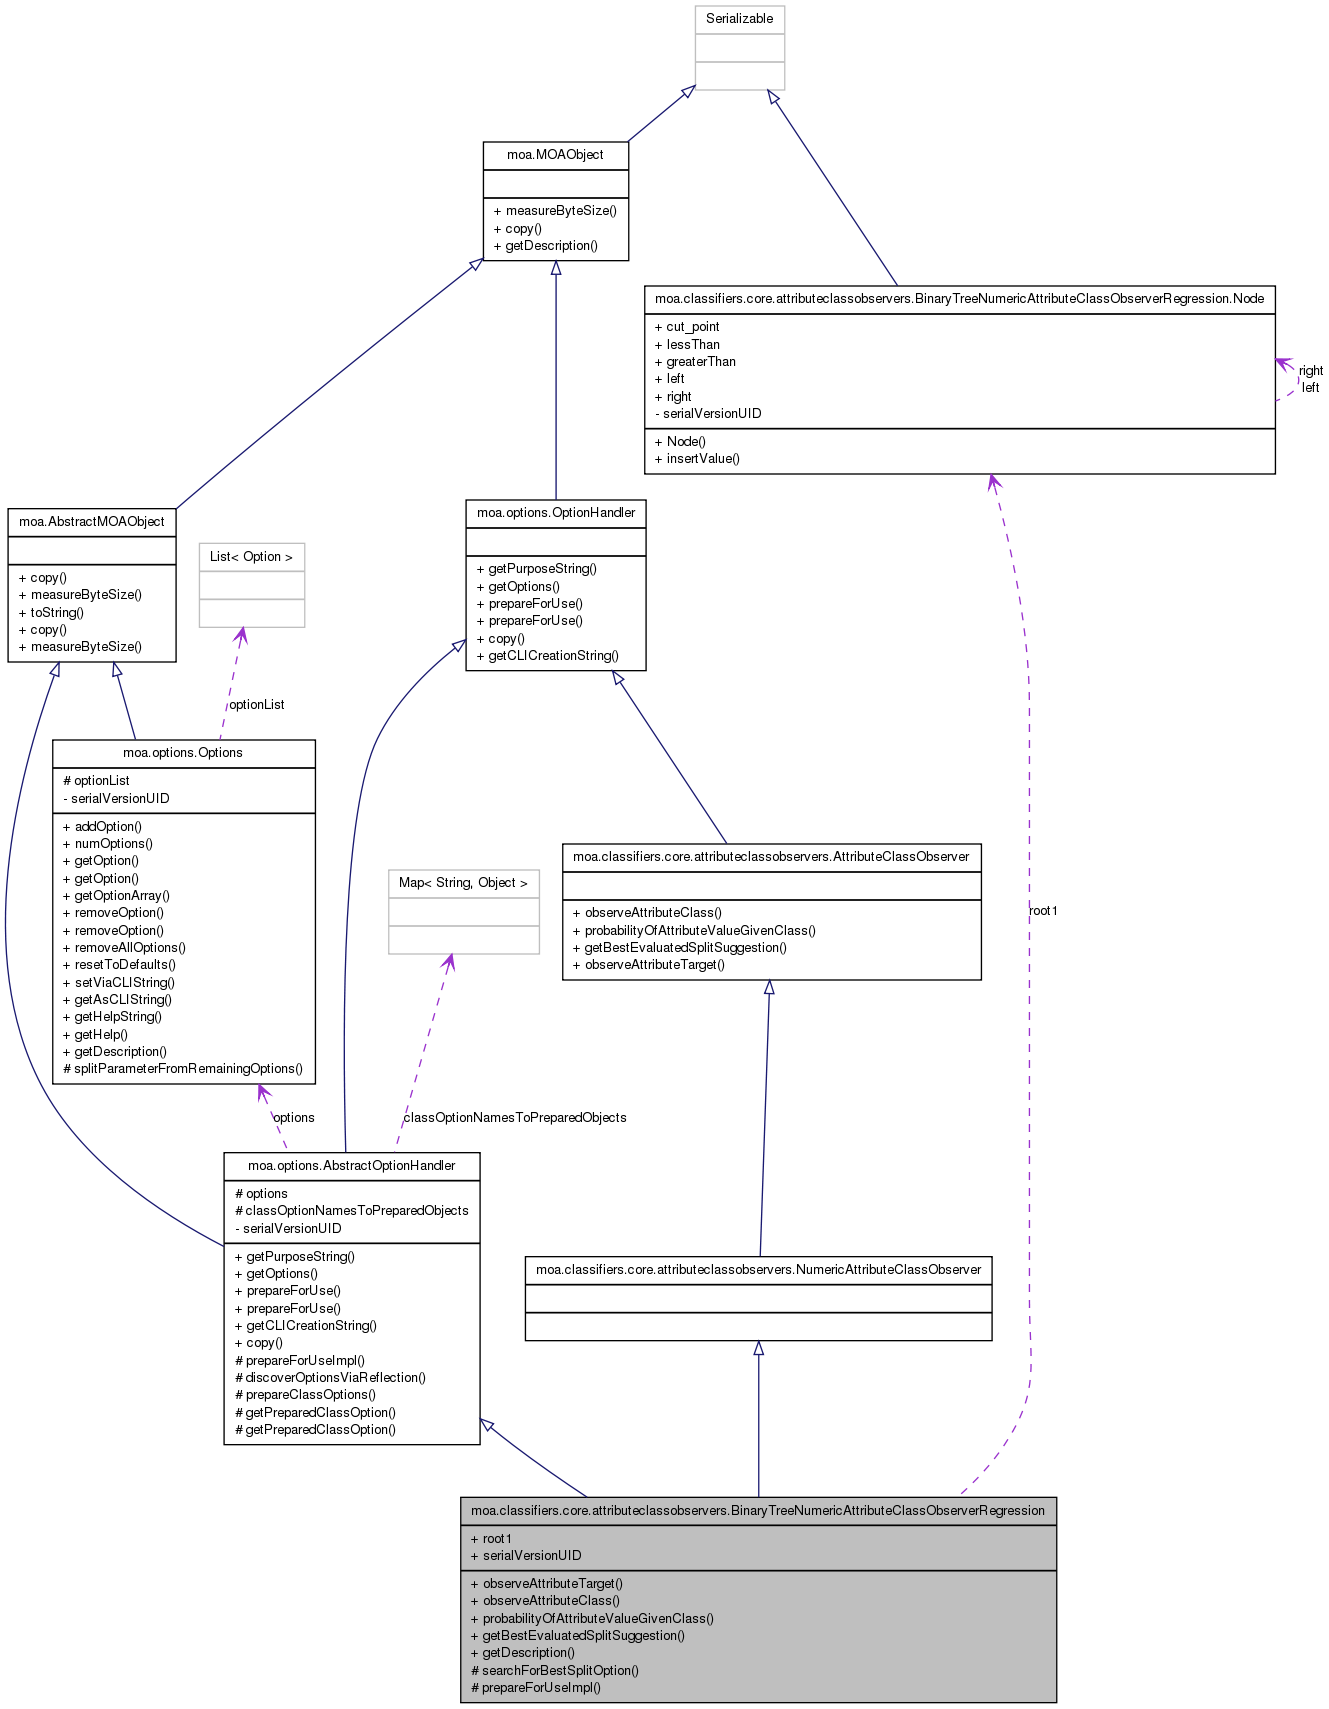 Serializable
moa.MOAObject
+ measureByteSize()
+ copy()
+ getDescription()
moa.classifiers.core.attributeclassobservers.BinaryTreeNumericAttributeClassObserverRegression.Node
+ cut_point
+ lessThan
+ greaterThan
+ left
+ right
- serialVersionUID
+ Node()
+ insertValue()
right
left
moa.AbstractMOAObject
+ copy()
+ measureByteSize()
+ toString()
+ copy()
+ measureByteSize()
List< Option >
moa.options.OptionHandler
+ getPurposeString()
+ getOptions()
+ prepareForUse()
+ prepareForUse()
+ copy()
+ getCLICreationString()
optionList
moa.options.Options
# optionList
- serialVersionUID
+ addOption()
+ numOptions()
+ getOption()
+ getOption()
+ getOptionArray()
+ removeOption()
+ removeOption()
+ removeAllOptions()
+ resetToDefaults()
+ setViaCLIString()
+ getAsCLIString()
+ getHelpString()
+ getHelp()
+ getDescription()
# splitParameterFromRemainingOptions()
Map< String, Object >
moa.classifiers.core.attributeclassobservers.AttributeClassObserver
+ observeAttributeClass()
+ probabilityOfAttributeValueGivenClass()
+ getBestEvaluatedSplitSuggestion()
+ observeAttributeTarget()
root1
options
classOptionNamesToPreparedObjects
moa.options.AbstractOptionHandler
# options
# classOptionNamesToPreparedObjects
- serialVersionUID
+ getPurposeString()
+ getOptions()
+ prepareForUse()
+ prepareForUse()
+ getCLICreationString()
+ copy()
# prepareForUseImpl()
# discoverOptionsViaReflection()
# prepareClassOptions()
# getPreparedClassOption()
# getPreparedClassOption()
moa.classifiers.core.attributeclassobservers.NumericAttributeClassObserver
moa.classifiers.core.attributeclassobservers.BinaryTreeNumericAttributeClassObserverRegression
+ root1
+ serialVersionUID
+ observeAttributeTarget()
+ observeAttributeClass()
+ probabilityOfAttributeValueGivenClass()
+ getBestEvaluatedSplitSuggestion()
+ getDescription()
# searchForBestSplitOption()
# prepareForUseImpl()